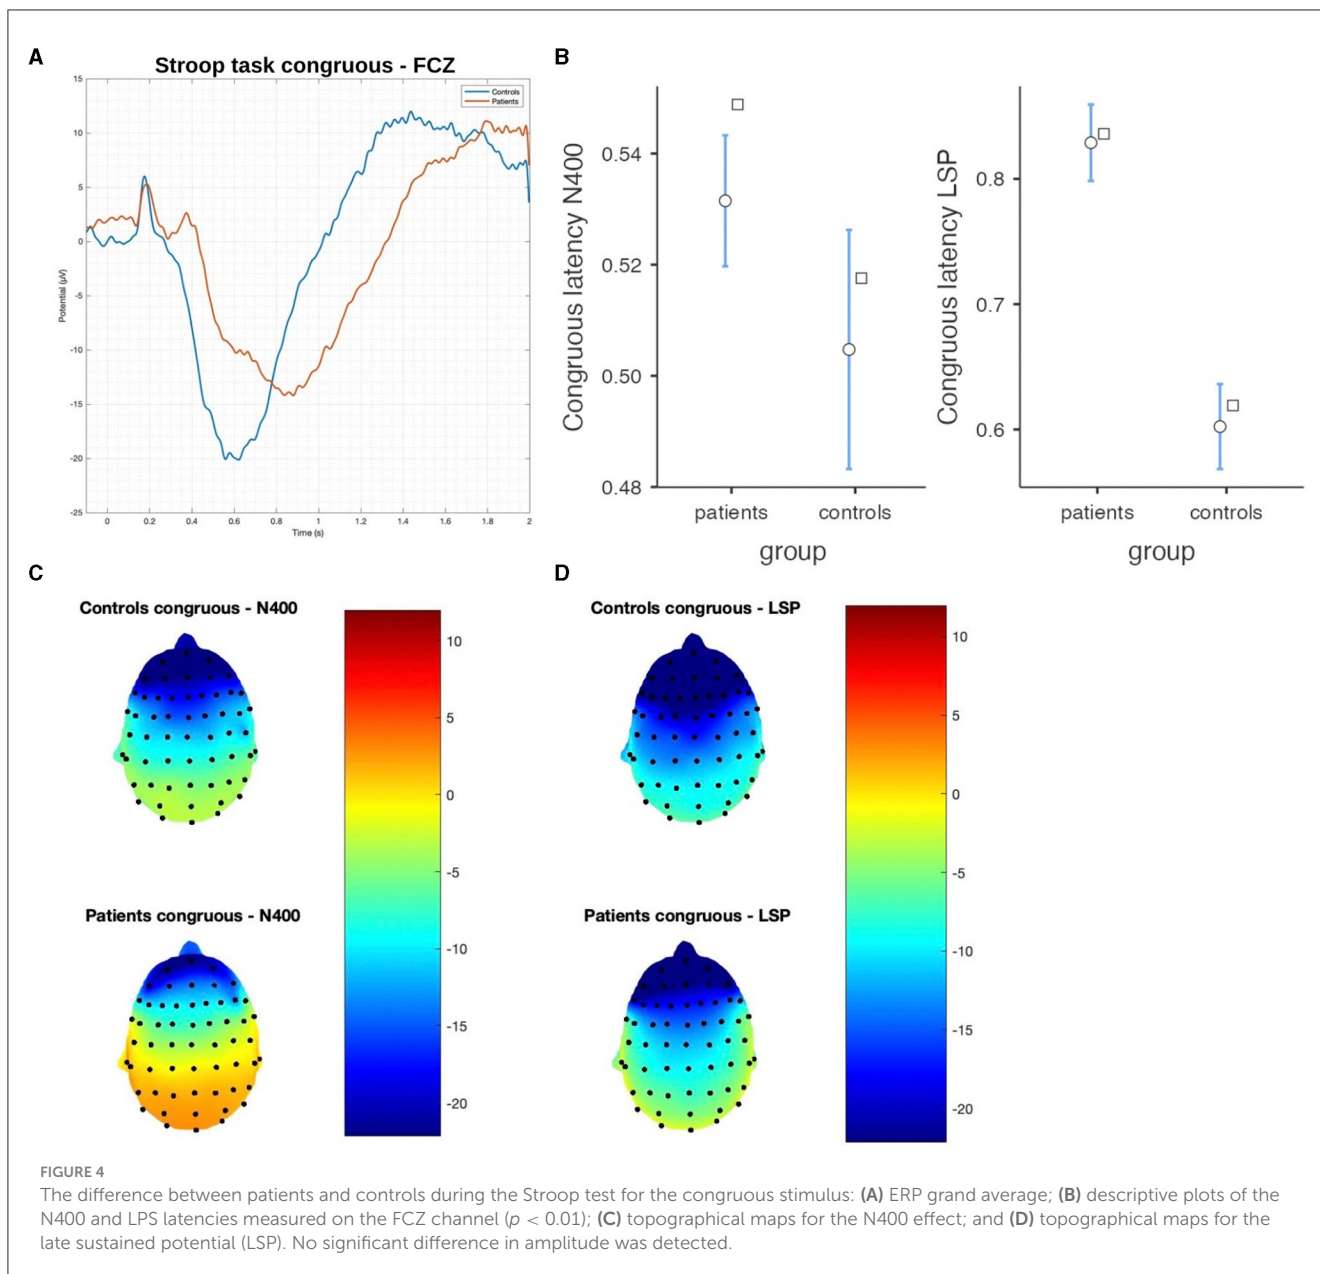 A
Stroop task congruous - FCZ
Controls
Patients
15
10
5
0
-5
-10
-15
-20
-25
Potential (µV)
0 0.2 0.4 0.6 0.8 1 1.2 1.4 1.6 1.8 2
Time (s)
B
Congruous latency N400
0.54
0.52
0.50
0.48
patients controls
group
Congruous latency LSP
0.8
0.7
0.6
patients controls
group
C
Controls congruous - N400
Patients congruous - N400
10
5
0
-5
-10
-15
-20
D
Controls congruous - LSP
Patients congruous - LSP
10
5
0
-5
-10
-15
-20
FIGURE 4
The difference between patients and controls during the Stroop test for the congruous stimulus: (A) ERP grand average; (B) descriptive plots of the
N400 and LPS latencies measured on the FCZ channel (p < 0.01); (C) topographical maps for the N400 effect; and (D) topographical maps for the
late sustained potential (LSP). No significant difference in amplitude was detected.